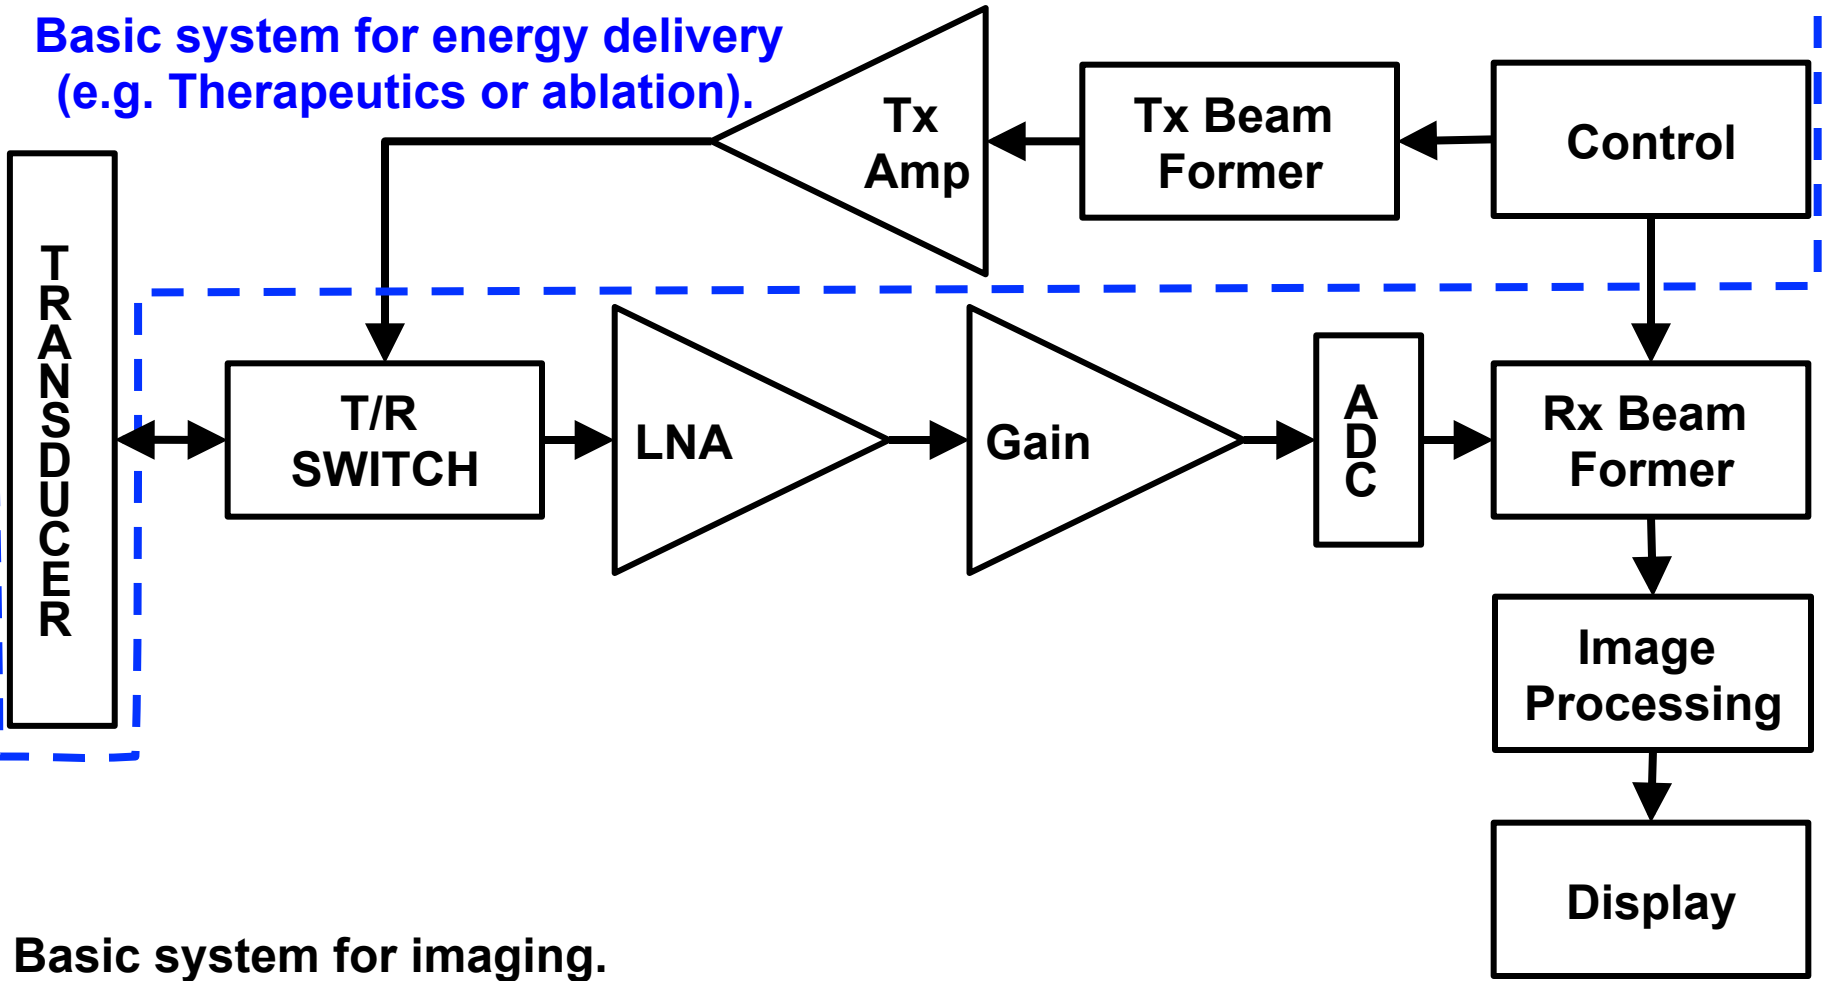 Basic system for energy delivery
(e.g. Therapeutics or ablation).
Tx
Amp
Tx Beam
Former
Control
TRANSDUCER
T/R
SWITCH
LNA
Gain
ADC
Rx Beam
Former
Image
Processing
Display
Basic system for imaging.